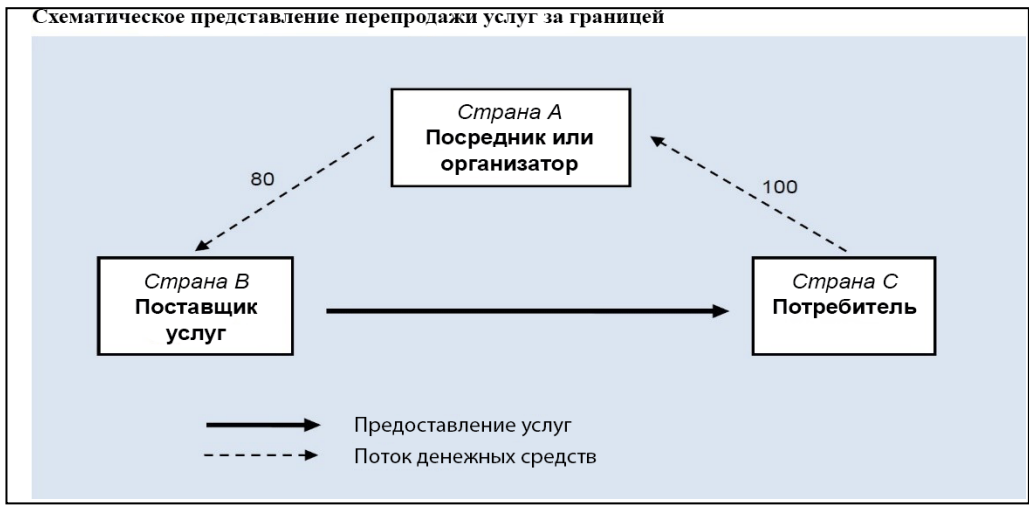 Схематическое представление перепродажи услуг за границей
Страна A
Посредник или
организатор
80
100
Страна B
Поставщик
услуг
Страна C
Потребитель
Предоставление услуг
Поток денежных средств